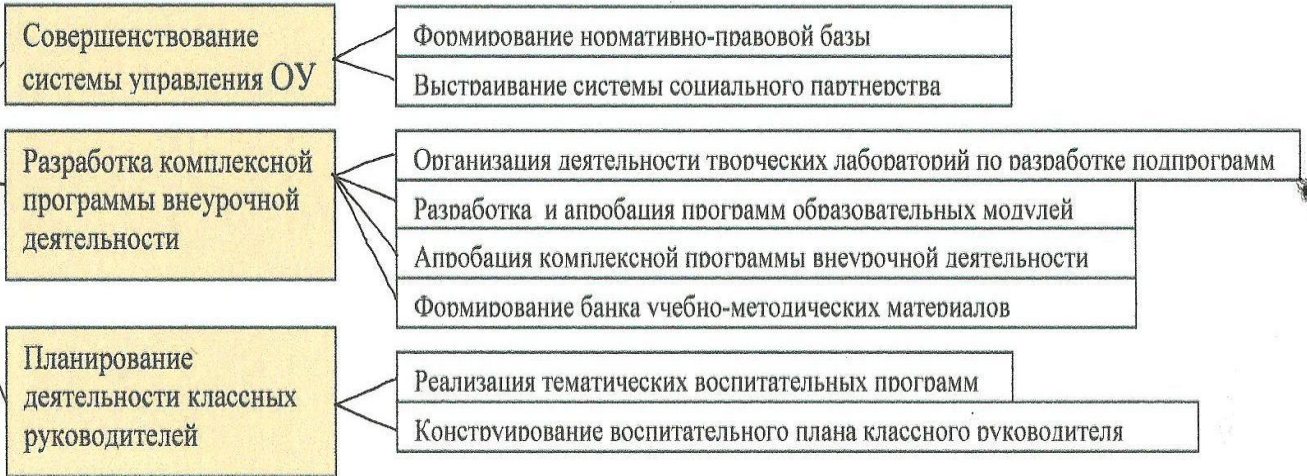 Совершенствование
системы управления ОУ
Формирование нормативно-правовой базы
Выстраивание системы социального партнерства
Разработка комплексной
программы внеурочной
деятельности
Организация деятельности творческих лабораторий по разработке подпрограмм
Разработка и апробация программ образовательных модулей
Апробация комплексной программы внеурочной деятельности
Формирование банка учебно-методических материалов
Планирование
деятельности классных
руководителей
Реализация тематических воспитательных программ
Конструирование воспитательного плана классного руководителя